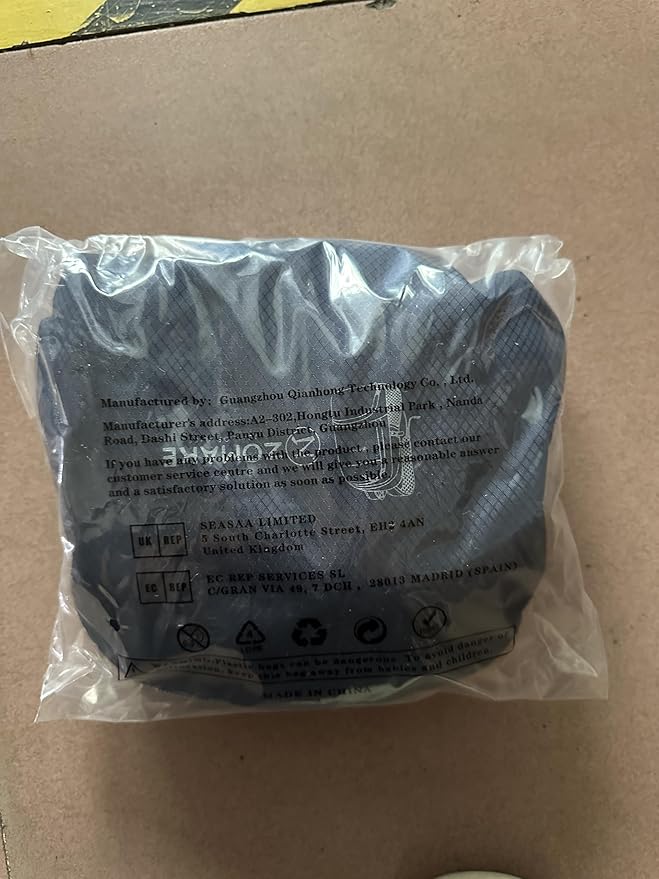 Manufactured by: Guangzhou Qianhong Technology Co., Ltd.
Manufacturer's address:A2-302,Hongtu Industrial Park, Nanda
Road, Dashi Street, Panyu District, Guangzhou
If you have any problems with the product, please contact our
customer service centre and we will give you a reasonable answer
and a satisfactory solution as soon as possible
UK REP
SEASAA LIMITED
5 South Charlotte Street, EH2 4AN
United Kingdom
EC REP
EC REP SERVICES SL
C/GRAN VIA 49, 7 DCH, 28013 MADRID (SPAIN)
Warning:Plastic bags can be dangerous. To avoid danger of
suffocation, keep this bag away from babies and children.
MADE IN CHINA